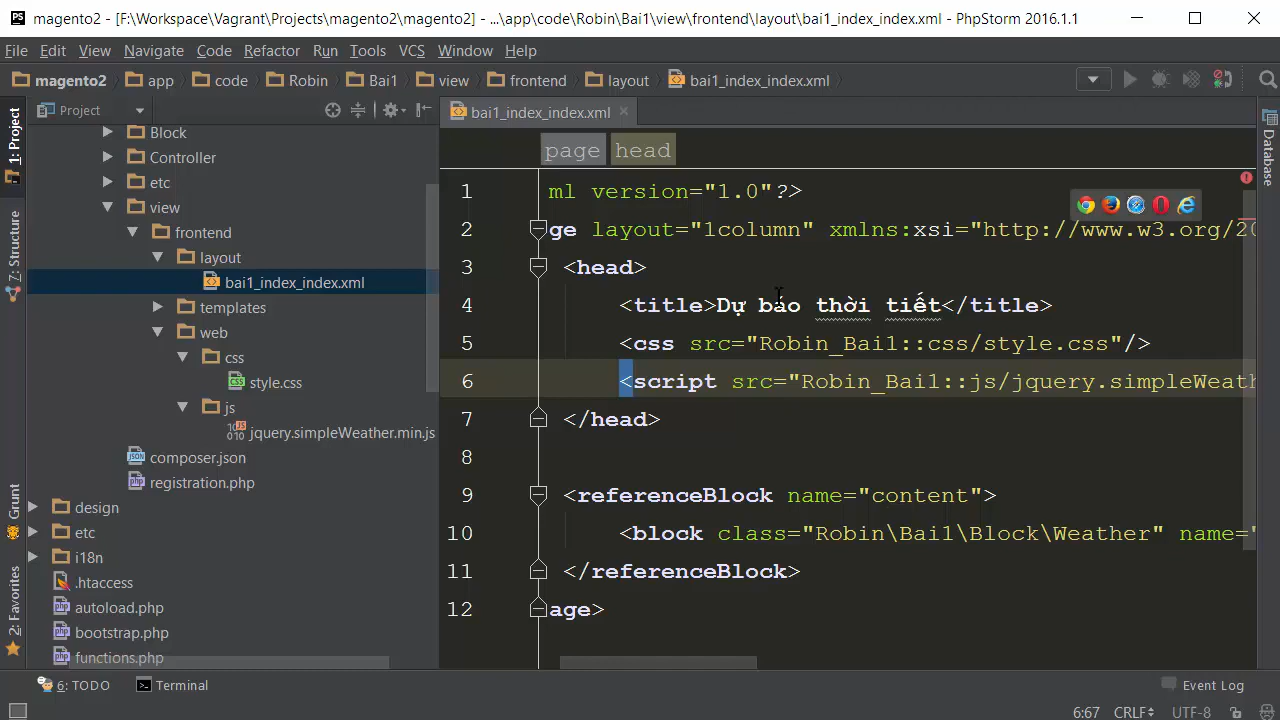 magento2 - [F:\Workspace\Vagrant\Projects\magento2\magento2] - ...\app\code\Robin\Bai1\view\frontend\layout\bai1_index_index.xml - PhpStorm 2016.1.1
File Edit View Navigate Code Refactor Run Tools VCS Window Help
magento2 app code Robin Bai1 view frontend layout bai1_index_index.xml
1: Project
7: Structure
Grunt
2: Favorites
Project
Block
Controller
etc
view
frontend
layout
bai1_index_index.xml
templates
web
css
style.css
js
jquery.simpleWeather.min.js
composer.json
registration.php
design
etc
i18n
.htaccess
autoload.php
bootstrap.php
functions.php
bai1_index_index.xml
page head
1 ml version="1.0"?>
2 ge layout="1column" xmlns:xsi="http://www.w3.org/20
3 <head>
4 <title>Dự báo thời tiết</title>
5 <css src="Robin_Bai1::css/style.css"/>
6 <script src="Robin_Bai1::js/jquery.simpleWeath
7 </head>
8
9 <referenceBlock name="content">
10 <block class="Robin\Bai1\Block\Weather" name="
11 </referenceBlock>
12 age>
Database
6: TODO Terminal Event Log
6:67 CRLF UTF-8